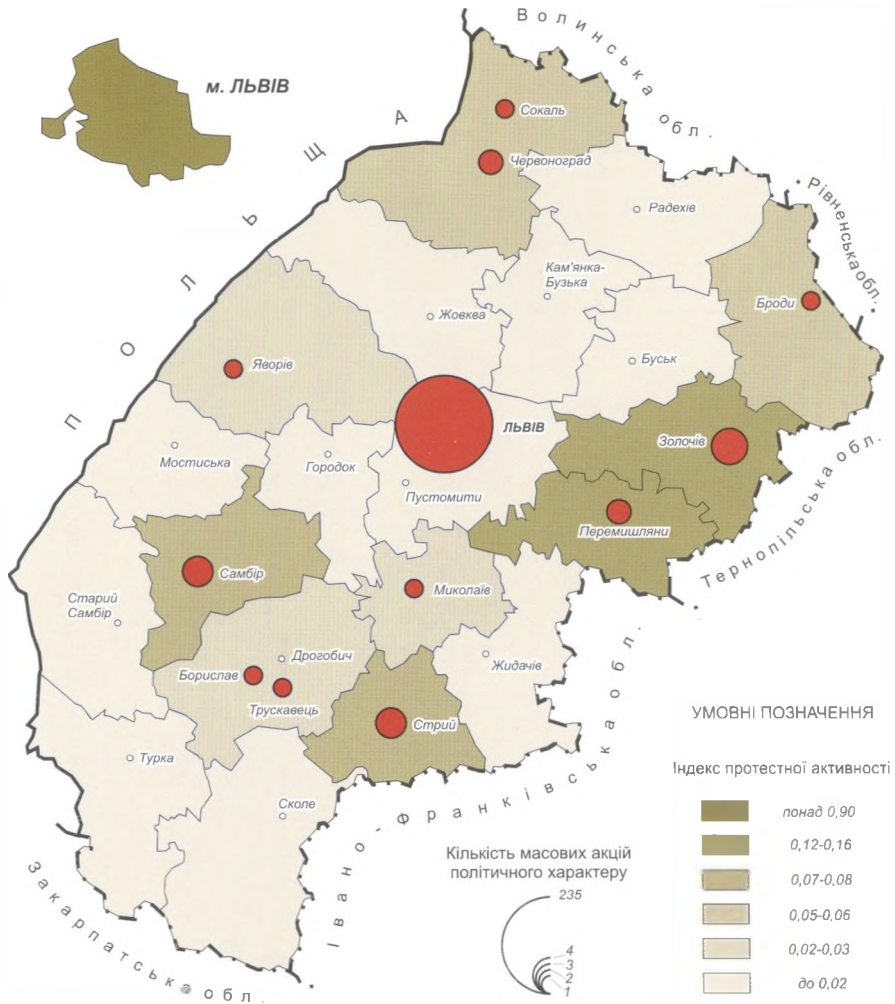 Волинська обл.
м. ЛЬВІВ
ПОЛЬЩА
Сокаль
Червоноград
Рівненська обл.
Радехів
Кам'янка-
Бузька
Броди
Жовква
Буськ
Яворів
ЛЬВІВ
Золочів
Мостиська
Городок
Пустомити
Перемишляни
Тернопільська обл.
Самбір
Миколаїв
Старий
Самбір
Дрогобич
Жидачів
Борислав
Трускавець
Стрий
Турка
Сколе
Івано-Франківська обл.
Закарпатська обл.
УМОВНІ ПОЗНАЧЕННЯ
Індекс протестної активності
понад 0,90
0,12-0,16
0,07-0,08
0,05-0,06
0,02-0,03
до 0,02
Кількість масових акцій
політичного характеру
235
4
3
2
1